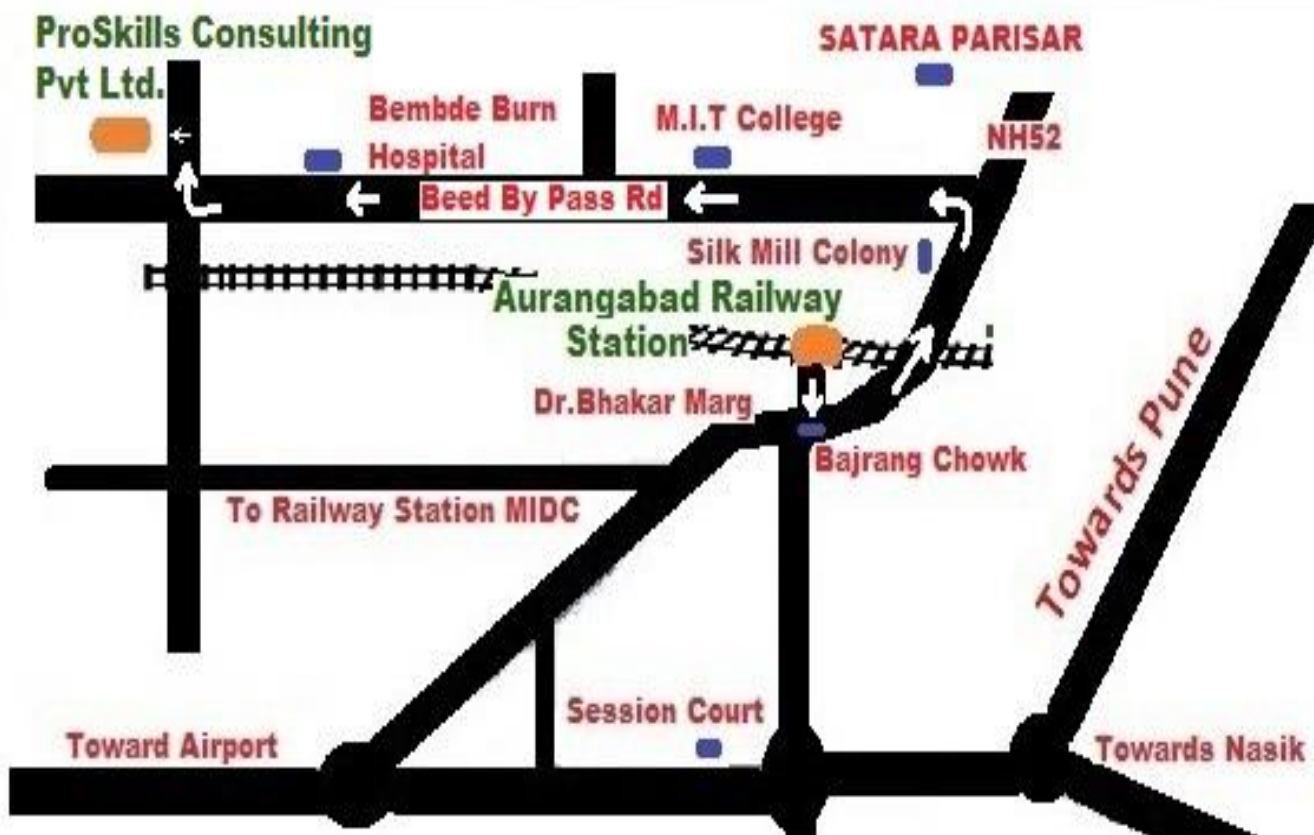 ProSkills Consulting
Pvt Ltd.
SATARA PARISAR
Bembde Burn
Hospital
M.I.T College
NH52
Beed By Pass Rd
Silk Mill Colony
Aurangabad Railway
Station
Dr.Bhakar Marg
Bajrang Chowk
To Railway Station MIDC
Towards Pune
Session Court
Toward Airport
Towards Nasik